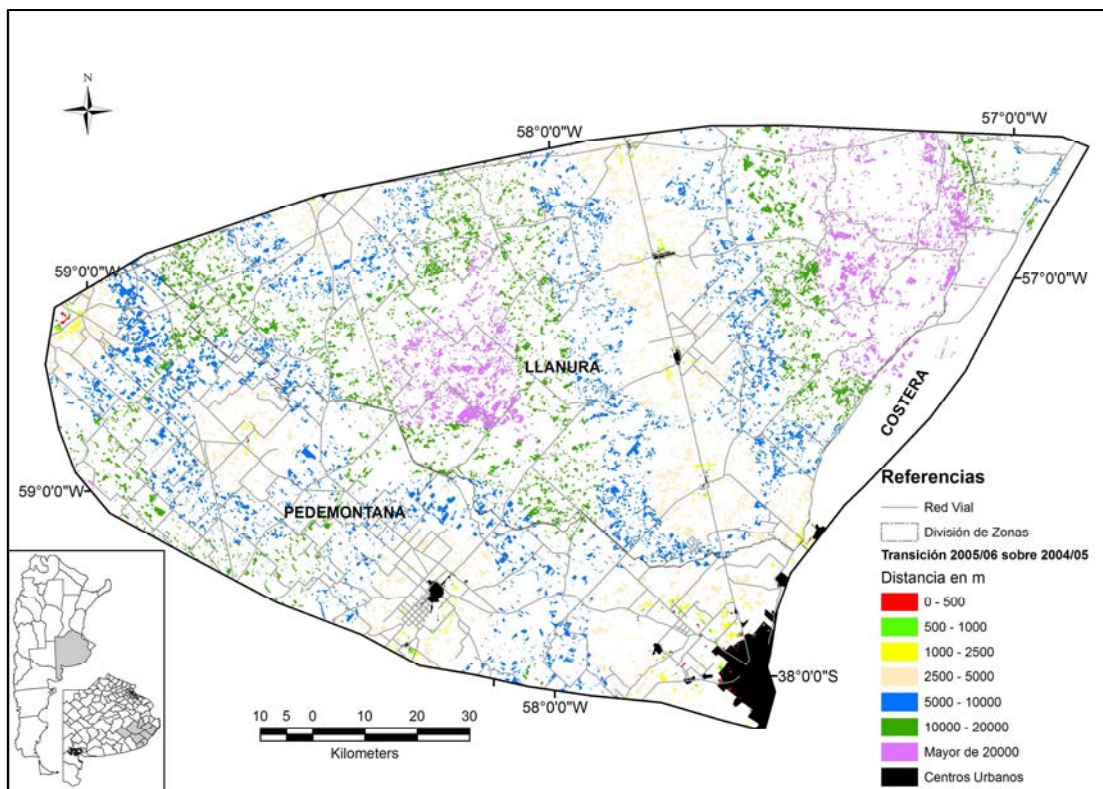 N
58°0'0"W
57°0'0"W
59°0'0"W
57°0'0"W
LLANURA
COSTERA
59°0'0"W
PEDEMONTANA
38°0'0"S
58°0'0"W
10 5 0 10 20 30
Kilometers
Referencias
Red Vial
División de Zonas
Transición 2005/06 sobre 2004/05
Distancia en m
0 - 500
500 - 1000
1000 - 2500
2500 - 5000
5000 - 10000
10000 - 20000
Mayor de 20000
Centros Urbanos